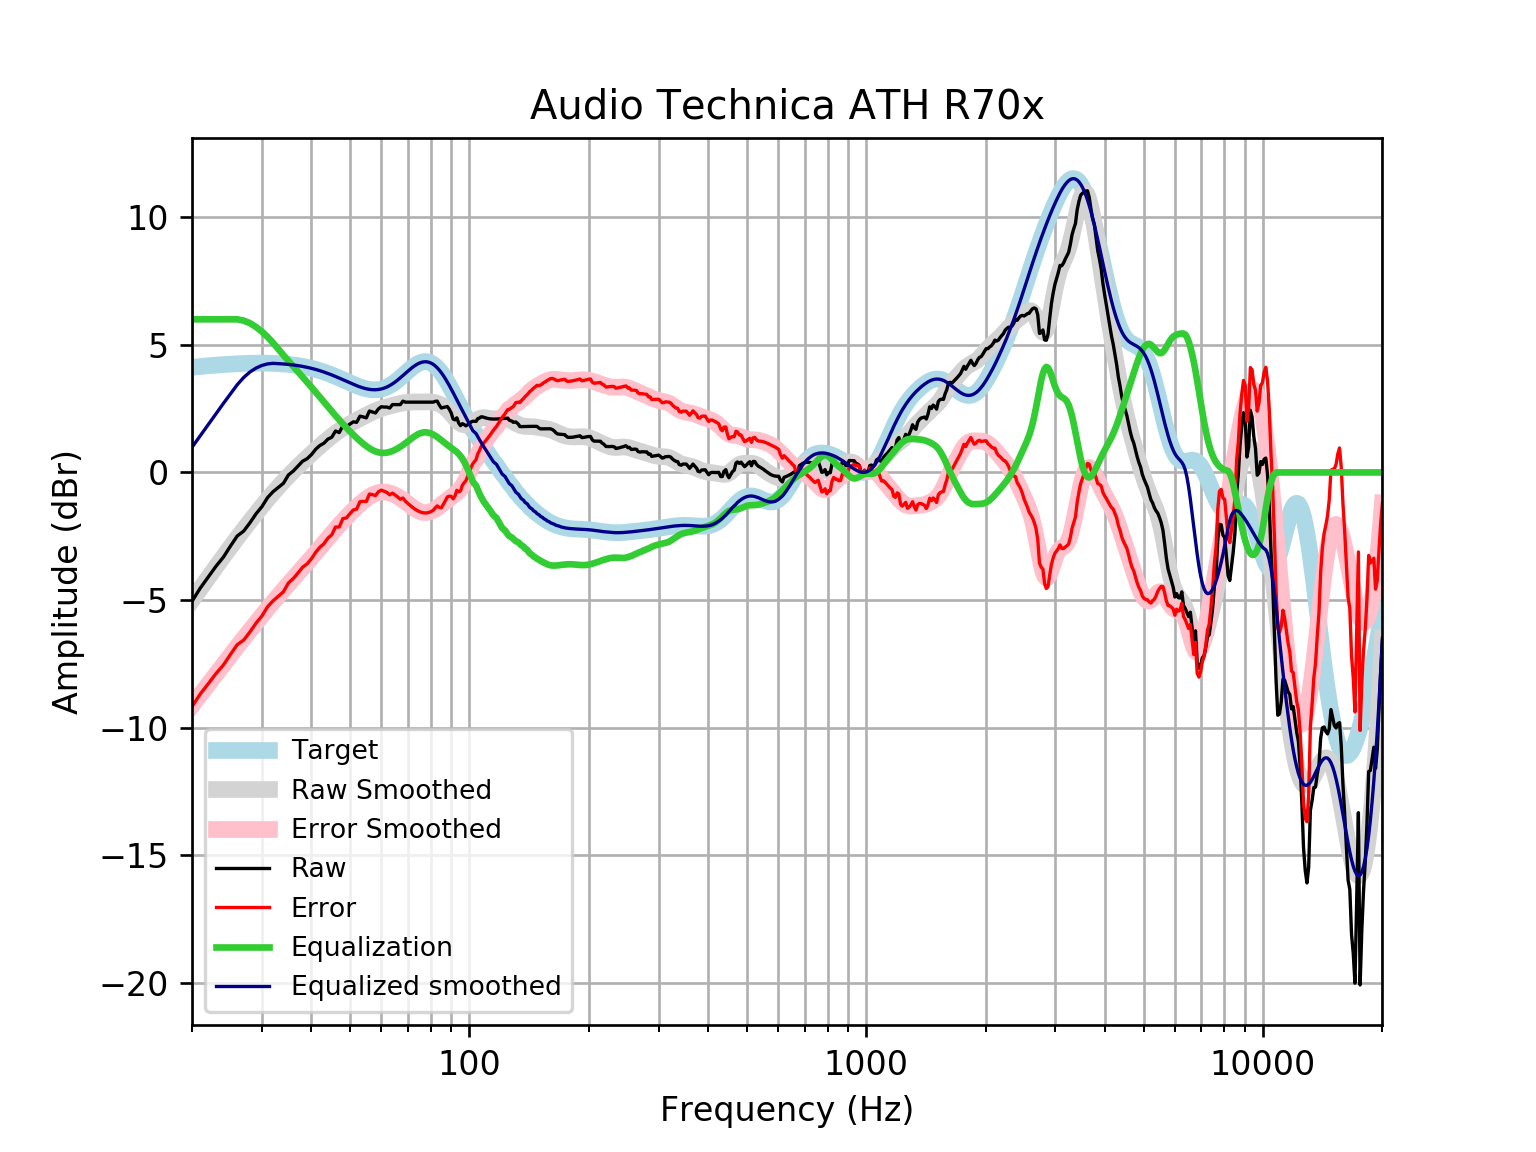 Audio Technica ATH R70x
Amplitude (dBr)
10
5
0
−5
−10
−15
−20
Target
Raw Smoothed
Error Smoothed
Raw
Error
Equalization
Equalized smoothed
100
1000
10000
Frequency (Hz)